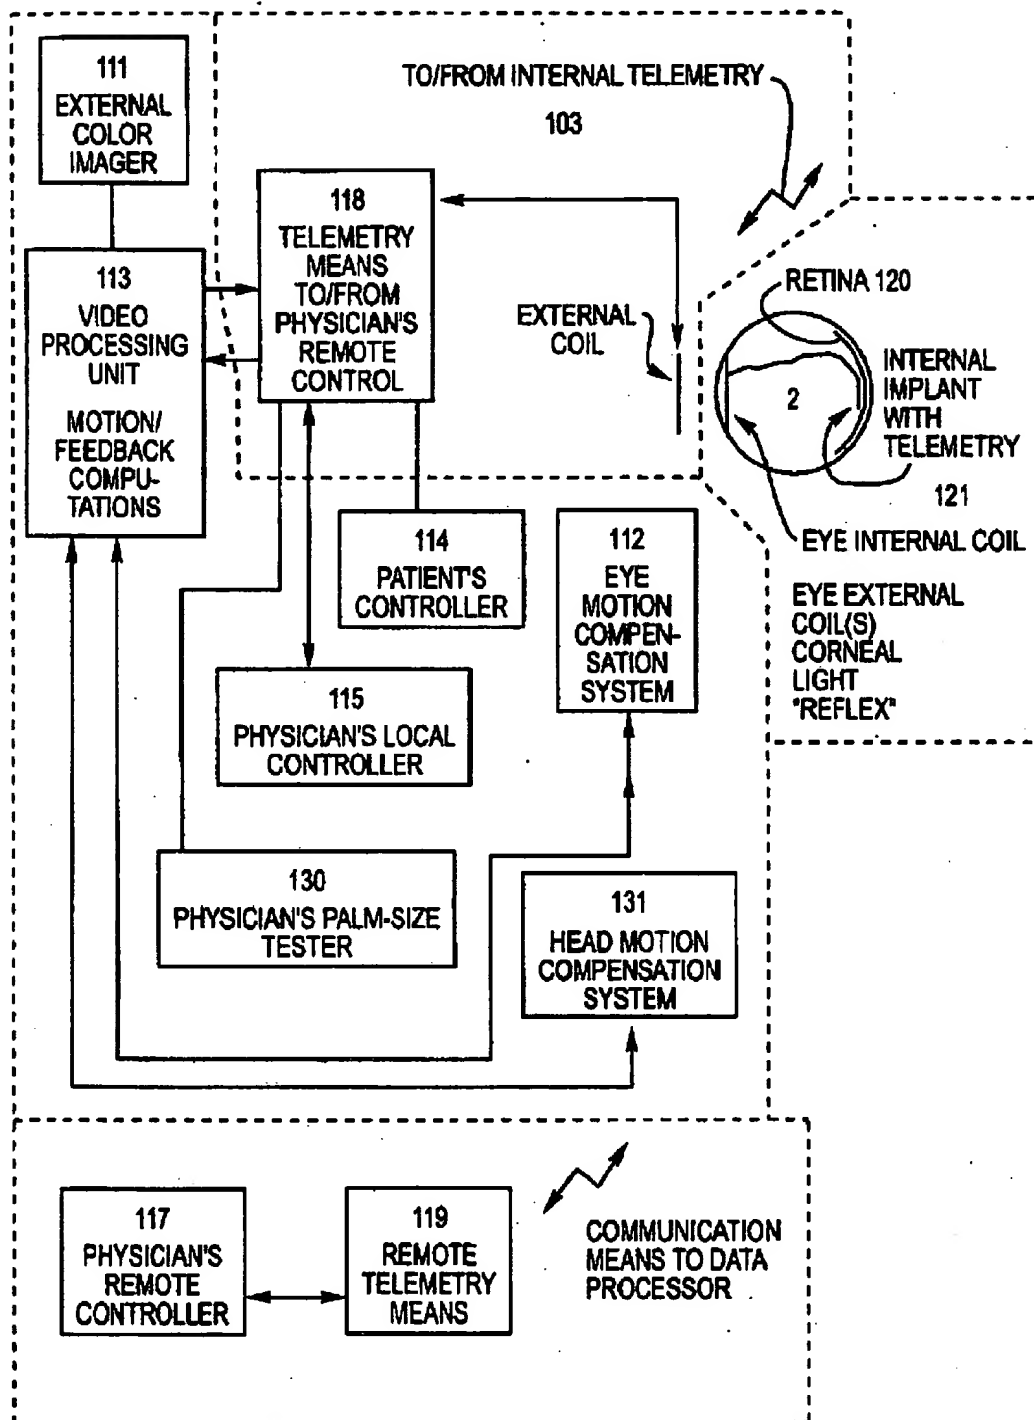 111
EXTERNAL
COLOR
IMAGER
TO/FROM INTERNAL TELEMETRY
103
118
TELEMETRY
MEANS
TO/FROM
PHYSICIAN'S
REMOTE
CONTROL
113
VIDEO
PROCESSING
UNIT
MOTION/
FEEDBACK
COMPU-
TATIONS
EXTERNAL
COIL
RETINA 120
2
INTERNAL
IMPLANT
WITH
TELEMETRY
121
EYE INTERNAL COIL
EYE EXTERNAL
COIL(S)
CORNEAL
LIGHT
"REFLEX"
114
PATIENT'S
CONTROLLER
112
EYE
MOTION
COMPEN-
SATION
SYSTEM
115
PHYSICIAN'S LOCAL
CONTROLLER
130
PHYSICIAN'S PALM-SIZE
TESTER
131
HEAD MOTION
COMPENSATION
SYSTEM
117
PHYSICIAN'S
REMOTE
CONTROLLER
119
REMOTE
TELEMETRY
MEANS
COMMUNICATION
MEANS TO DATA
PROCESSOR